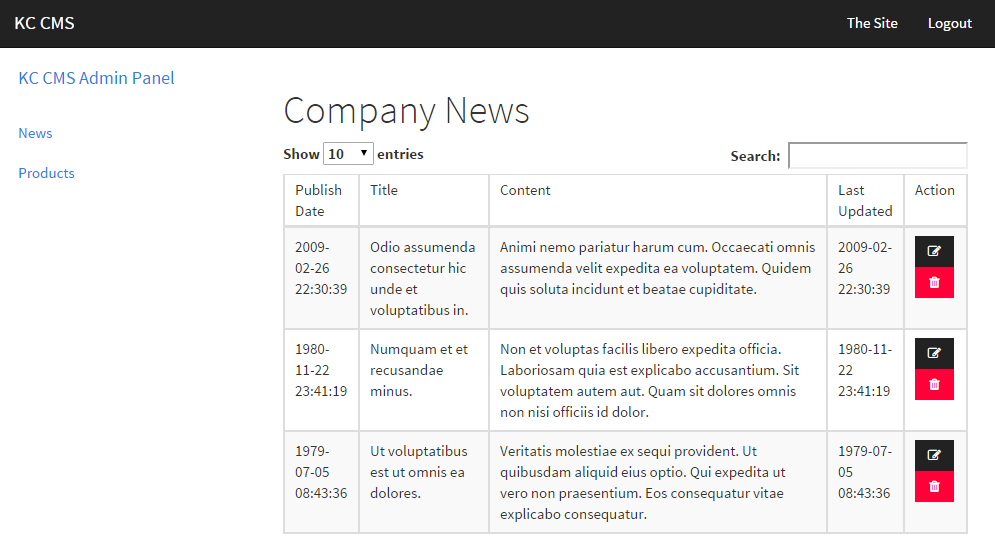 KC CMS
The Site
Logout
KC CMS Admin Panel
News
Products
Company News
Show 10 entries
Search:
Publish
Date
Title
Content
Last
Updated
Action
2009-
02-26
22:30:39
Odio assumenda
consectetur hic
unde et
voluptatibus in.
Animi nemo pariatur harum cum. Occaecati omnis
assumenda velit expedita ea voluptatem. Quidem
quis soluta incidunt et beatae cupiditate.
2009-02-
26
22:30:39
1980-
11-22
23:41:19
Numquam et et
recusandae
minus.
Non et voluptas facilis libero expedita officia.
Laboriosam quia est explicabo accusantium. Sit
voluptatem autem aut. Quam sit dolores omnis
non nisi officiis id dolor.
1980-11-
22
23:41:19
1979-
07-05
08:43:36
Ut voluptatibus
est ut omnis ea
dolores.
Veritatis molestiae ex sequi provident. Ut
quibusdam aliquid eius optio. Qui expedita ut
vero non praesentium. Eos consequatur vitae
explicabo consequatur.
1979-07-
05
08:43:36